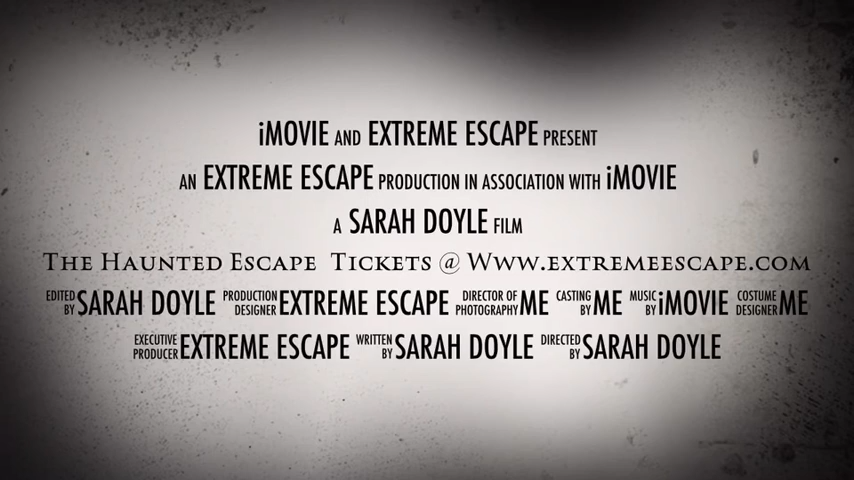 iMOVIE AND EXTREME ESCAPE PRESENT
AN EXTREME ESCAPE PRODUCTION IN ASSOCIATION WITH iMOVIE
A SARAH DOYLE FILM
THE HAUNTED ESCAPE TICKETS @ WWW.EXTREMEESCAPE.COM
EDITED BY SARAH DOYLE PRODUCTION DESIGNER EXTREME ESCAPE DIRECTOR OF PHOTOGRAPHY ME CASTING BY ME MUSIC BY iMOVIE COSTUME DESIGNER ME
EXECUTIVE PRODUCER EXTREME ESCAPE WRITTEN BY SARAH DOYLE DIRECTED BY SARAH DOYLE